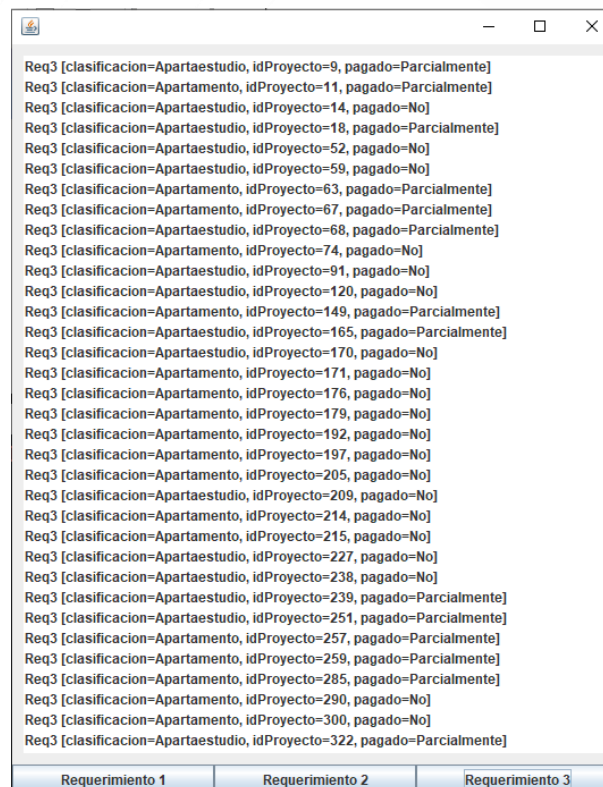 Req3 [clasificacion=Apartaestudio, idProyecto=9, pagado=Parcialmente]
Req3 [clasificacion=Apartamento, idProyecto=11, pagado=Parcialmente]
Req3 [clasificacion=Apartaestudio, idProyecto=14, pagado=No]
Req3 [clasificacion=Apartaestudio, idProyecto=18, pagado=Parcialmente]
Req3 [clasificacion=Apartaestudio, idProyecto=52, pagado=No]
Req3 [clasificacion=Apartaestudio, idProyecto=59, pagado=No]
Req3 [clasificacion=Apartamento, idProyecto=63, pagado=Parcialmente]
Req3 [clasificacion=Apartamento, idProyecto=67, pagado=Parcialmente]
Req3 [clasificacion=Apartaestudio, idProyecto=68, pagado=Parcialmente]
Req3 [clasificacion=Apartamento, idProyecto=74, pagado=No]
Req3 [clasificacion=Apartaestudio, idProyecto=91, pagado=No]
Req3 [clasificacion=Apartaestudio, idProyecto=120, pagado=No]
Req3 [clasificacion=Apartamento, idProyecto=149, pagado=Parcialmente]
Req3 [clasificacion=Apartaestudio, idProyecto=165, pagado=Parcialmente]
Req3 [clasificacion=Apartaestudio, idProyecto=170, pagado=No]
Req3 [clasificacion=Apartamento, idProyecto=171, pagado=No]
Req3 [clasificacion=Apartamento, idProyecto=176, pagado=No]
Req3 [clasificacion=Apartamento, idProyecto=179, pagado=No]
Req3 [clasificacion=Apartamento, idProyecto=192, pagado=No]
Req3 [clasificacion=Apartamento, idProyecto=197, pagado=No]
Req3 [clasificacion=Apartamento, idProyecto=205, pagado=No]
Req3 [clasificacion=Apartaestudio, idProyecto=209, pagado=No]
Req3 [clasificacion=Apartamento, idProyecto=214, pagado=No]
Req3 [clasificacion=Apartamento, idProyecto=215, pagado=No]
Req3 [clasificacion=Apartaestudio, idProyecto=227, pagado=No]
Req3 [clasificacion=Apartaestudio, idProyecto=238, pagado=No]
Req3 [clasificacion=Apartaestudio, idProyecto=239, pagado=Parcialmente]
Req3 [clasificacion=Apartaestudio, idProyecto=251, pagado=Parcialmente]
Req3 [clasificacion=Apartamento, idProyecto=257, pagado=Parcialmente]
Req3 [clasificacion=Apartamento, idProyecto=259, pagado=Parcialmente]
Req3 [clasificacion=Apartamento, idProyecto=285, pagado=Parcialmente]
Req3 [clasificacion=Apartamento, idProyecto=290, pagado=No]
Req3 [clasificacion=Apartamento, idProyecto=300, pagado=No]
Req3 [clasificacion=Apartaestudio, idProyecto=322, pagado=Parcialmente]
Requerimiento 1 Requerimiento 2 Requerimiento 3